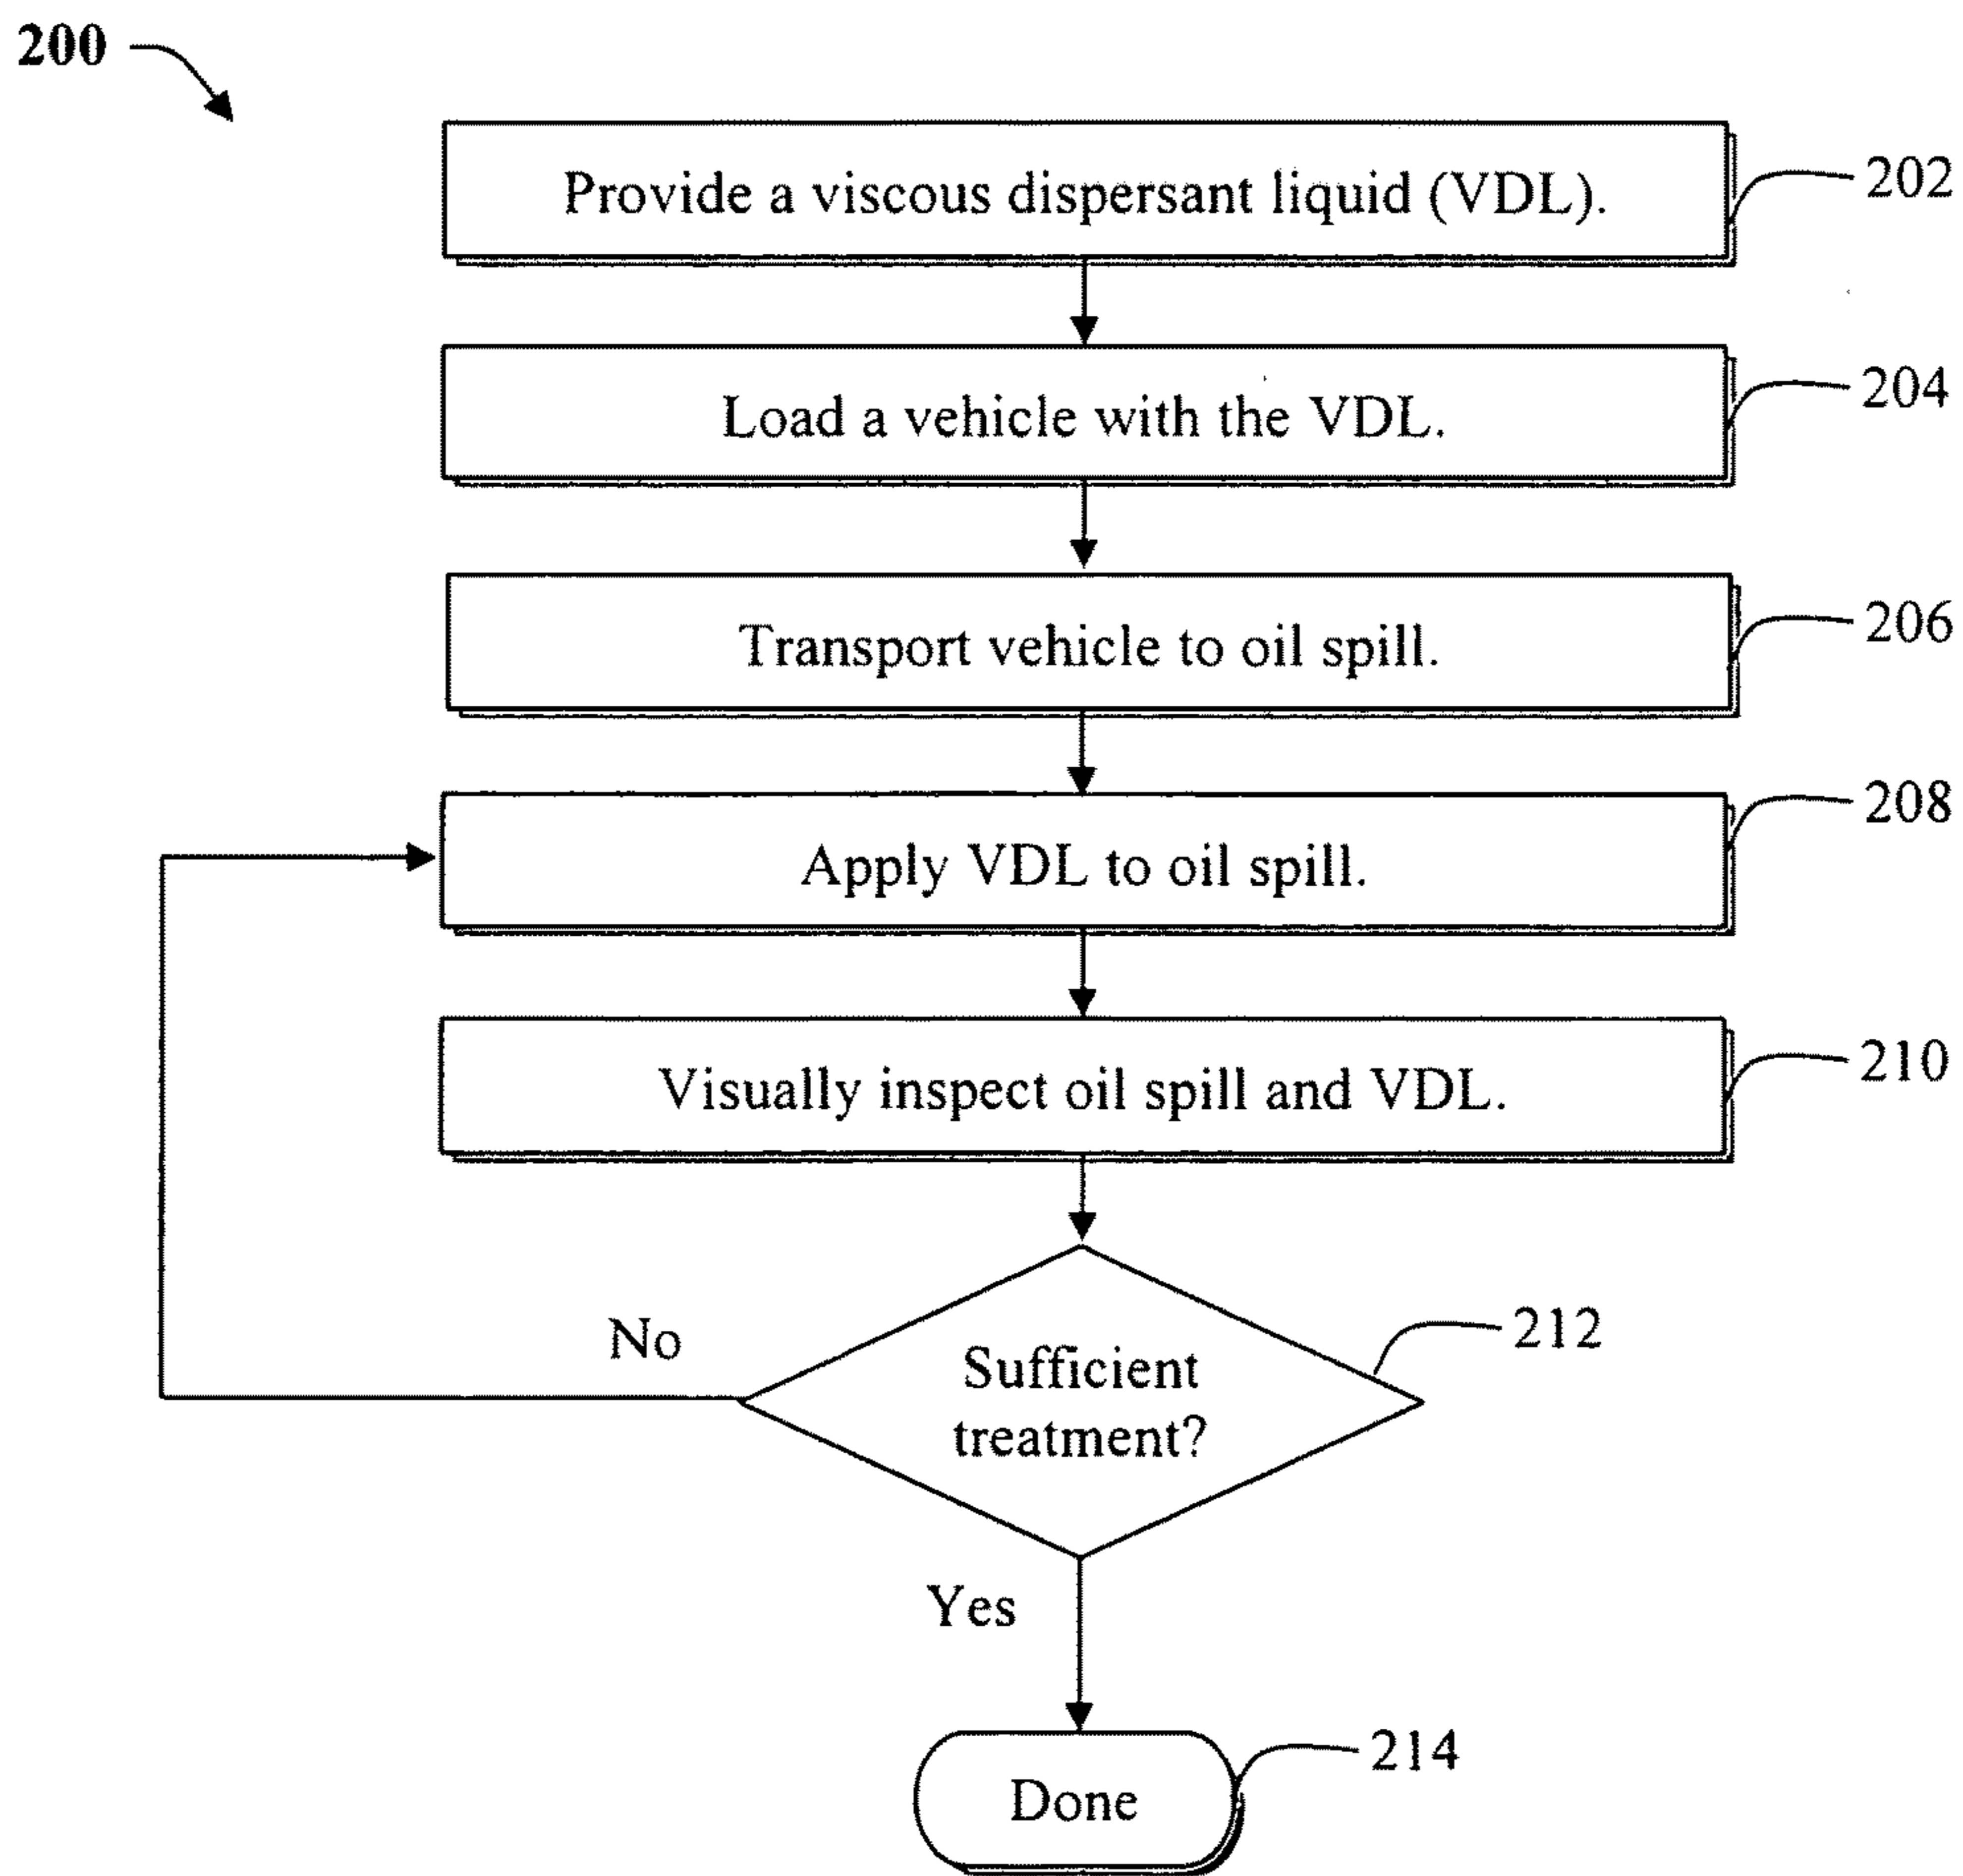 200
Provide a viscous dispersant liquid (VDL).
202
Load a vehicle with the VDL.
204
Transport vehicle to oil spill.
206
Apply VDL to oil spill.
208
Visually inspect oil spill and VDL.
210
No
Sufficient
treatment?
212
Yes
Done
214